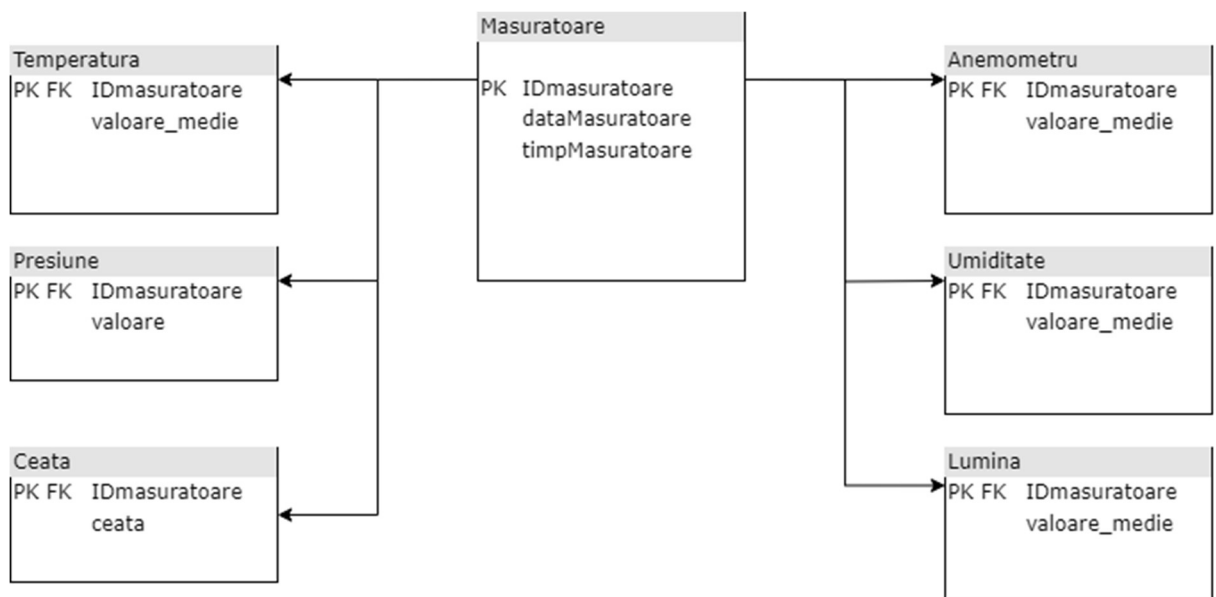 Masuratoare
PK IDmasuratoare
dataMasuratoare
timpMasuratoare
Temperatura
PK FK IDmasuratoare
valoare_medie
Presiune
PK FK IDmasuratoare
valoare
Ceata
PK FK IDmasuratoare
ceata
Anemometru
PK FK IDmasuratoare
valoare_medie
Umiditate
PK FK IDmasuratoare
valoare_medie
Lumina
PK FK IDmasuratoare
valoare_medie